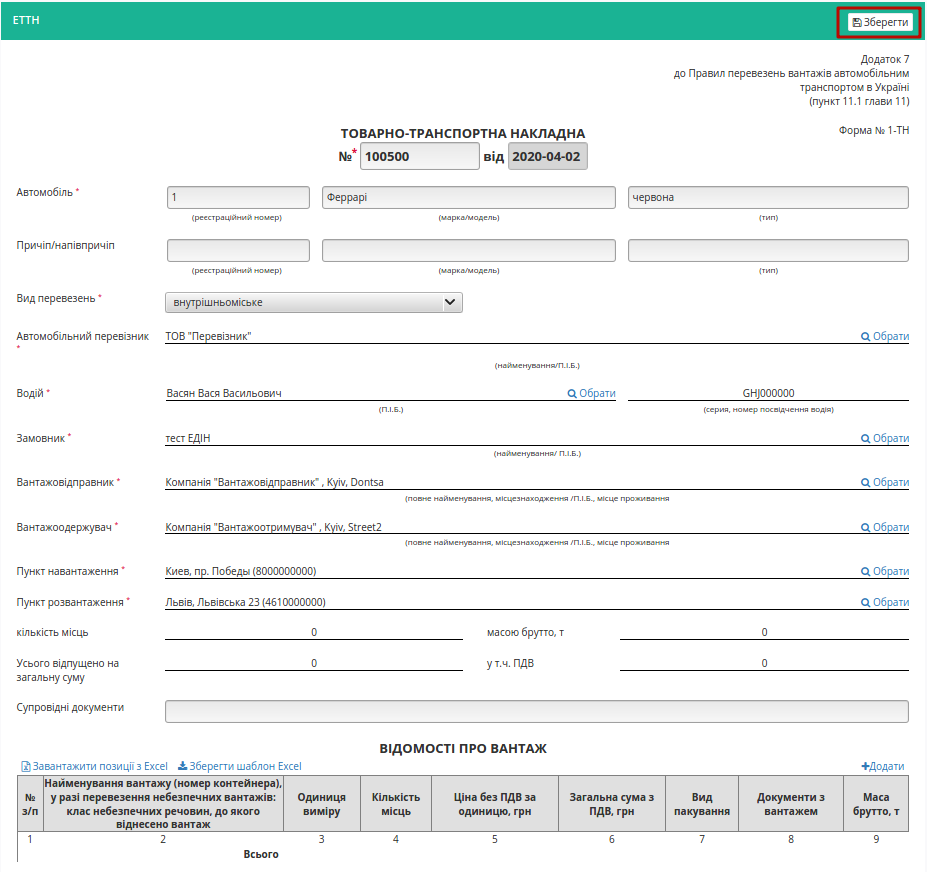 ЕТТН
Зберегти
Додаток 7
до Правил перевезень вантажів автомобільним
транспортом в Україні
(пункт 11.1 глави 11)
Форма № 1-ТН
ТОВАРНО-ТРАНСПОРТНА НАКЛАДНА
№* 100500 від 2020-04-02
Автомобіль * 1 Феррарі червона
(реєстраційний номер) (марка/модель) (тип)
Причіп/напівпричіп
(реєстраційний номер) (марка/модель) (тип)
Вид перевезень * внутрішньоміське
Автомобільний перевізник * ТОВ "Перевізник" Обрати
(найменування/П.І.Б.)
Водій * Васян Вася Васильович Обрати GHJ000000
(П.І.Б.) (серия, номер посвідчення водія)
Замовник * тест ЕДІН Обрати
(найменування/ П.І.Б.)
Вантажовідправник * Компанія "Вантажовідправник" , Kyiv, Dontsa Обрати
(повне найменування, місцезнаходження /П.І.Б., місце проживання
Вантажоодержувач * Компанія "Вантажоотримувач" , Kyiv, Street2 Обрати
(повне найменування, місцезнаходження /П.І.Б., місце проживання
Пункт навантаження * Киев, пр. Победы (8000000000) Обрати
Пункт розвантаження * Львів, Львівська 23 (4610000000) Обрати
кількість місць 0 масою брутто, т 0
Усього відпущено на 0 у т.ч. ПДВ 0
загальну суму
Супровідні документи
ВІДОМОСТІ ПРО ВАНТАЖ
Завантажити позиції з Excel Зберегти шаблон Excel +Додати
№ з/п
Найменування вантажу (номер контейнера),
у разі перевезення небезпечних вантажів:
клас небезпечних речовин, до якого
віднесено вантаж
Одиниця
виміру
Кількість
місць
Ціна без ПДВ за
одиницю, грн
Загальна сума з
ПДВ, грн
Вид
пакування
Документи з
вантажем
Маса
брутто, т
1 2 3 4 5 6 7 8 9
Всього